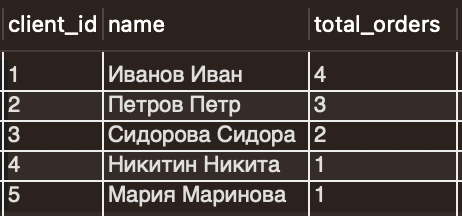 client_id name total_orders
1 Иванов Иван 4
2 Петров Петр 3
3 Сидорова Сидора 2
4 Никитин Никита 1
5 Мария Маринова 1